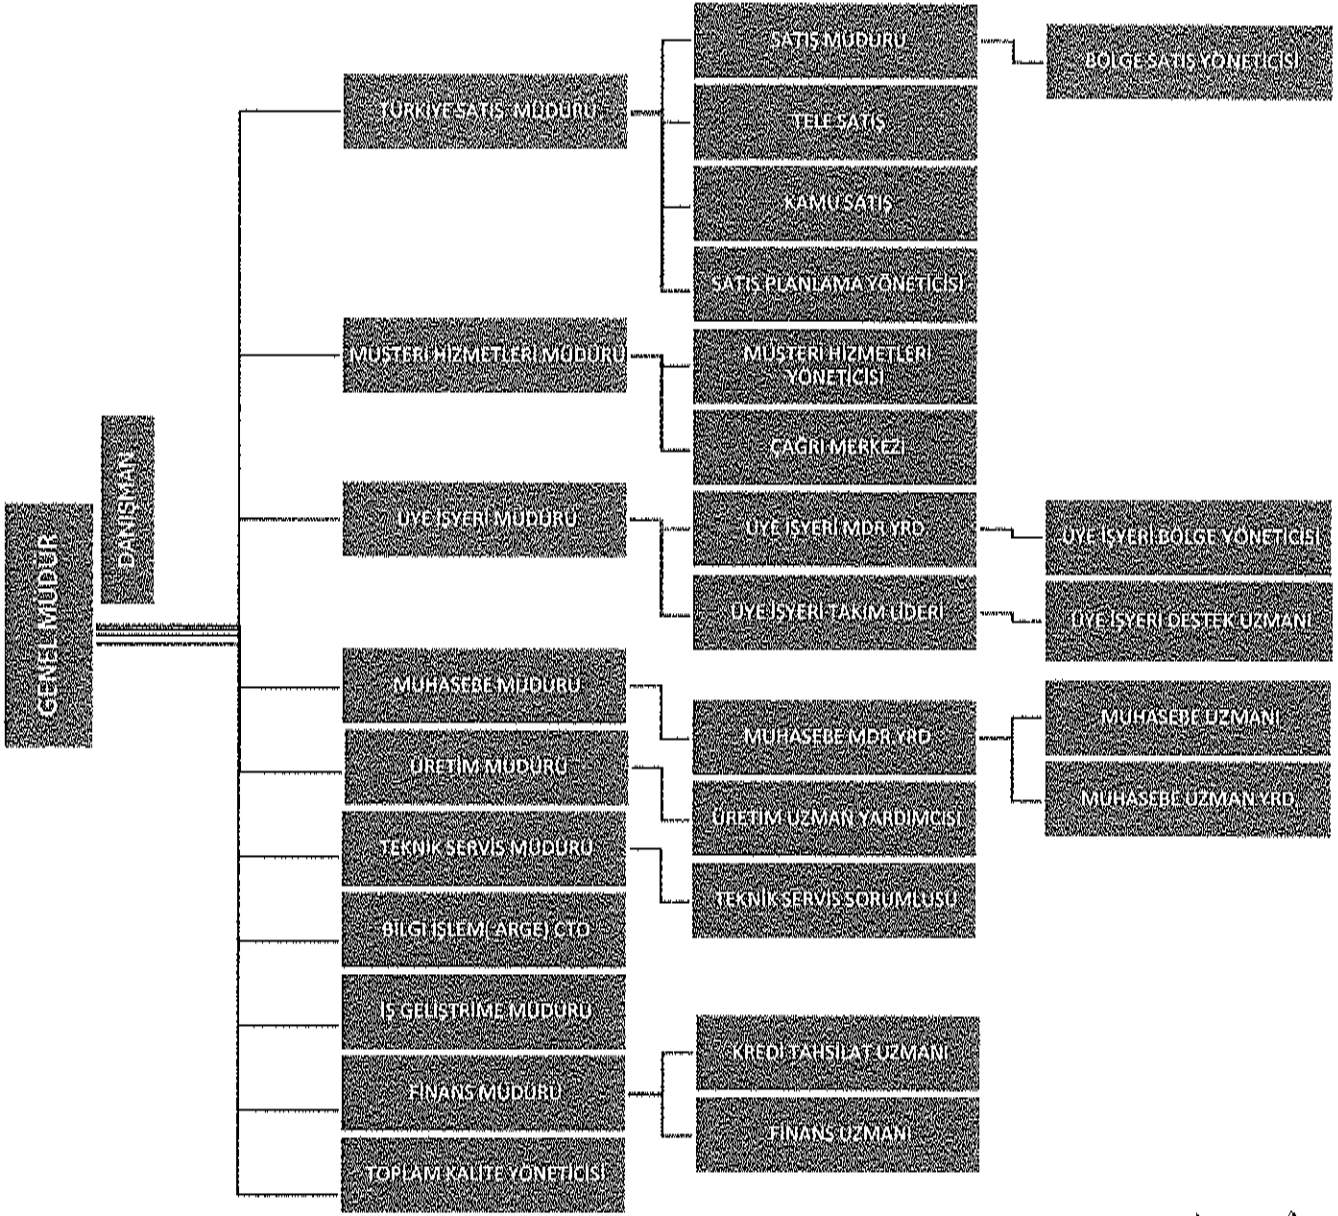 GENEL MÜDÜR
DANIŞMAN
TÜRKİYE SATIŞ MÜDÜRÜ
SATIŞ MÜDÜRÜ
BÖLGE SATIŞ YÖNETİCİSİ
TELE SATIŞ
KAMU SATIŞ
SATIŞ PLANLAMA YÖNETİCİSİ
MÜŞTERİ HİZMETLERİ MÜDÜRÜ
MÜŞTERİ HİZMETLERİ
YÖNETİCİSİ
ÇAĞRI MERKEZİ
ÜYE İŞYERİ MÜDÜRÜ
ÜYE İŞYERİ MDR YRD
ÜYE İŞYERİ BÖLGE YÖNETİCİSİ
ÜYE İŞYERİ TAKIM LİDERİ
ÜYE İŞYERİ DESTEK UZMANI
MUHASEBE MÜDÜRÜ
MUHASEBE MDR YRD
MUHASEBE UZMANI
MUHASEBE UZMAN YRD
ÜRETİM MÜDÜRÜ
ÜRETİM UZMAN YARDIMCISI
TEKNİK SERVİS MÜDÜRÜ
TEKNİK SERVİS SORUMLUSU
BİLGİ İŞLEM( ARGE) CTO
İŞ GELİŞTRİME MÜDÜRÜ
FİNANS MÜDÜRÜ
KREDİ TAHSİLAT UZMANI
FİNANS UZMANI
TOPLAM KALİTE YÖNETİCİSİ